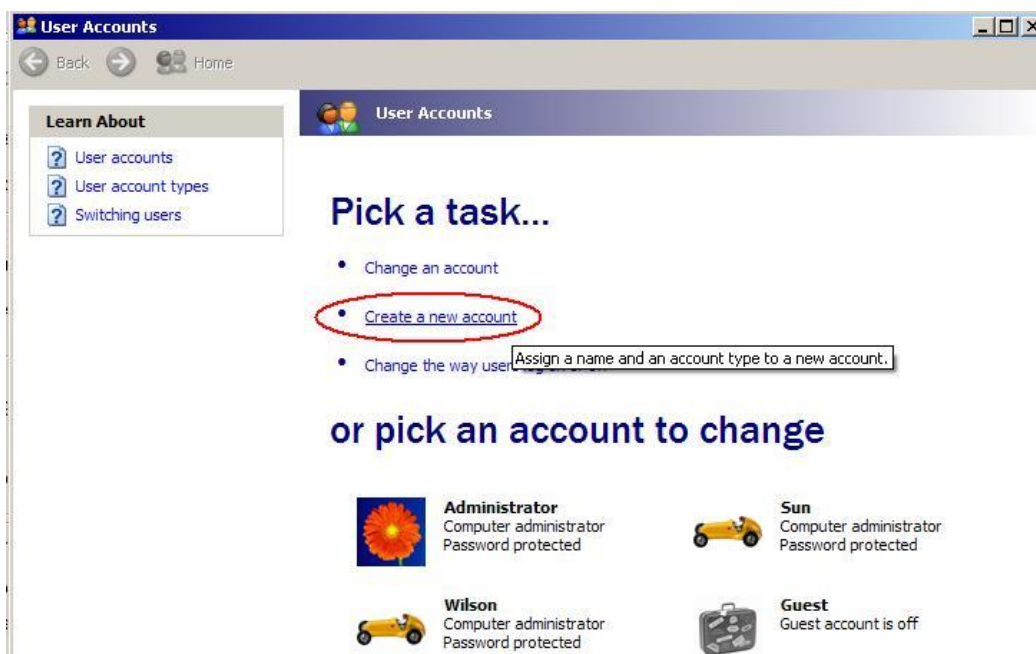 User Accounts
Back Home
Learn About
User accounts
User account types
Switching users
User Accounts
Pick a task...
Change an account
Create a new account
Assign a name and an account type to a new account.
Change the way users
or pick an account to change
Administrator
Computer administrator
Password protected
Sun
Computer administrator
Password protected
Wilson
Computer administrator
Password protected
Guest
Guest account is off